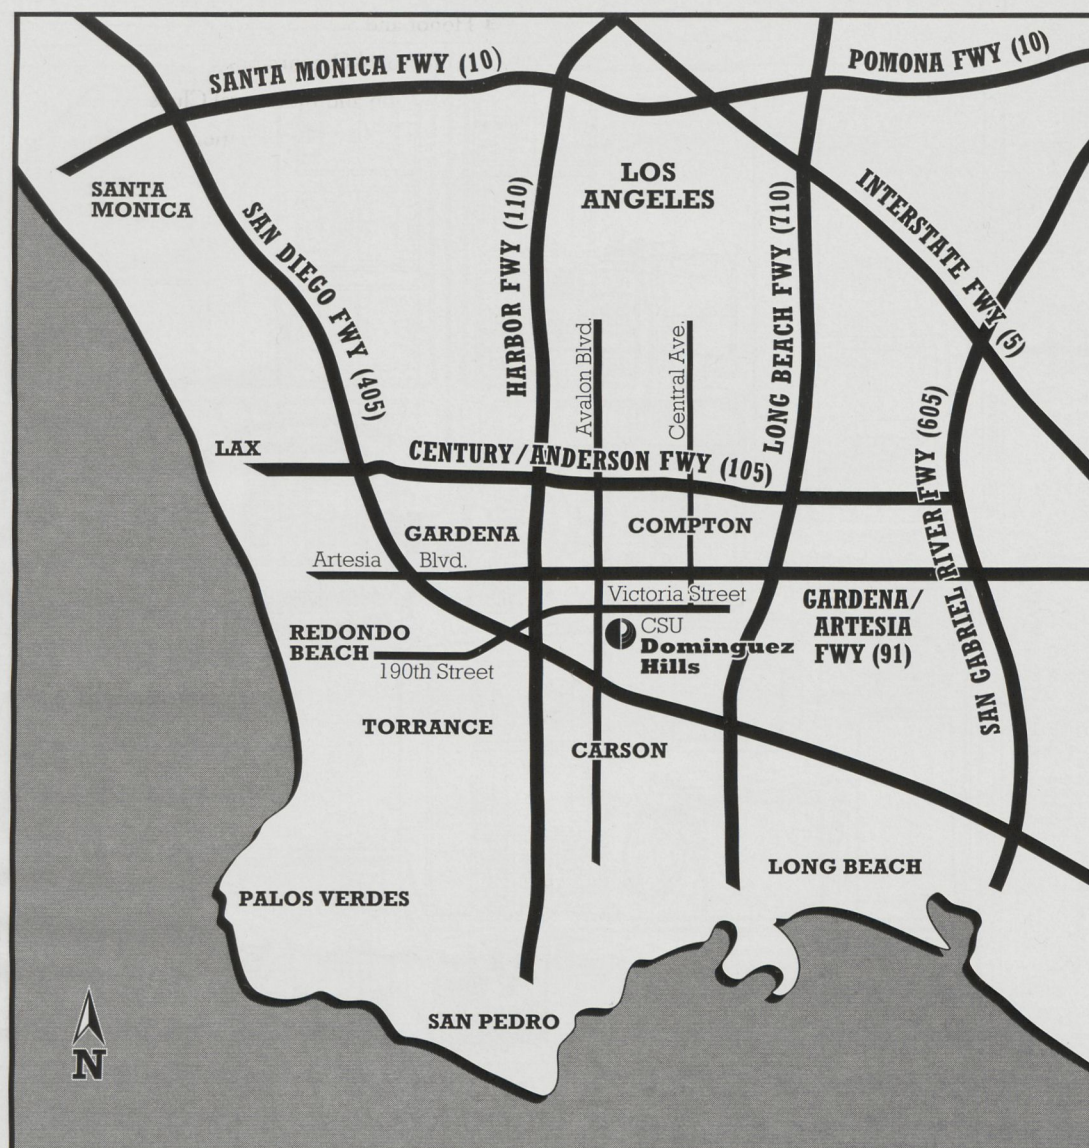 SANTA MONICA FWY (10)
POMONA FWY (10)
SANTA
MONICA
LOS
ANGELES
SAN DIEGO FWY (405)
HARBOR FWY (110)
LONG BEACH FWY (710)
INTERSTATE FWY (5)
Avalon Blvd.
Central Ave.
LAX
CENTURY/ANDERSON FWY (105)
SAN GABRIEL RIVER FWY (605)
GARDENA
COMPTON
Artesia Blvd.
Victoria Street
GARDENA/
ARTESIA
FWY (91)
REDONDO
BEACH
190th Street
CSU
Dominguez
Hills
TORRANCE
CARSON
LONG BEACH
PALOS VERDES
SAN PEDRO
N